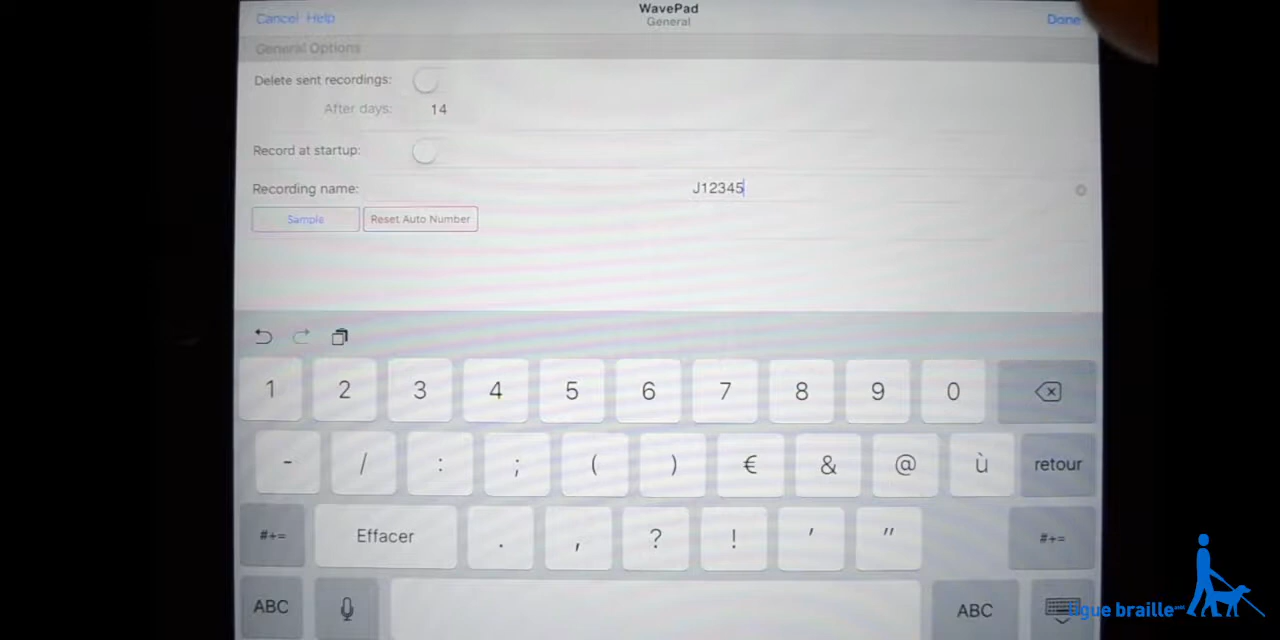 WavePad
Cancel Help
General
Done
General Options
Delete sent recordings:
After days: 14
Record at startup:
Recording name: J12345
Sample Reset Auto Number
1 2 3 4 5 6 7 8 9 0
- / : ; ( ) € & @ ù retour
#+= Effacer . , ? ! ' " #+=
ABC ABC
ligue braille